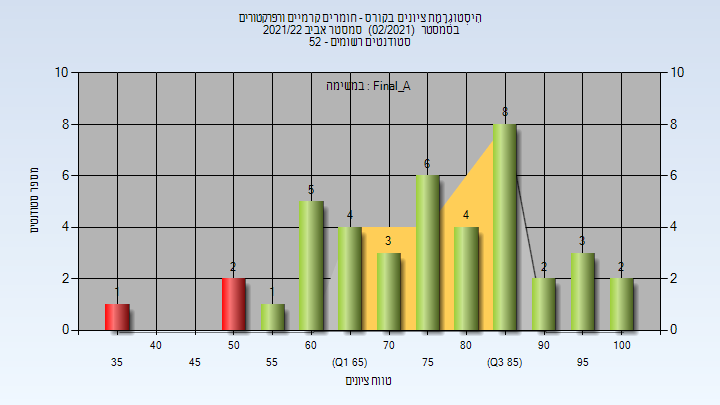 הִיסְטוֹגְרָמַת ציונים בקורס - חומרים קרמיים ורפרקטורים
בסמסטר (02/2021) סמסטר אביב 2021/22
סטודנטים רשומים - 52
במשימה : Final_A
מספר סטודנטים
10 10
8 8
6 6
4 4
2 2
0 0
1 2 1 5 4 3 6 4 8 2 3 2
40 50 60 70 80 90 100
35 45 55 (Q1 65) 75 (Q3 85) 95
טווח ציונים